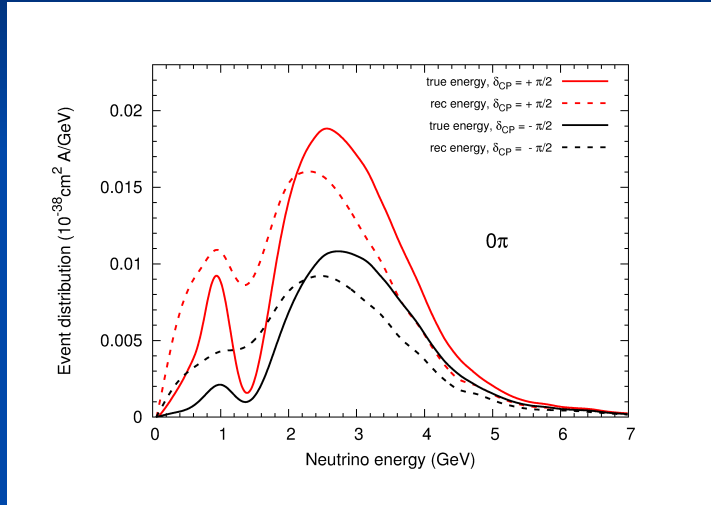 true energy, δCP = + π/2
rec energy, δCP = + π/2
true energy, δCP = - π/2
rec energy, δCP = - π/2
0π
Event distribution (10-38cm2 A/GeV)
0.02
0.015
0.01
0.005
0
0 1 2 3 4 5 6 7
Neutrino energy (GeV)